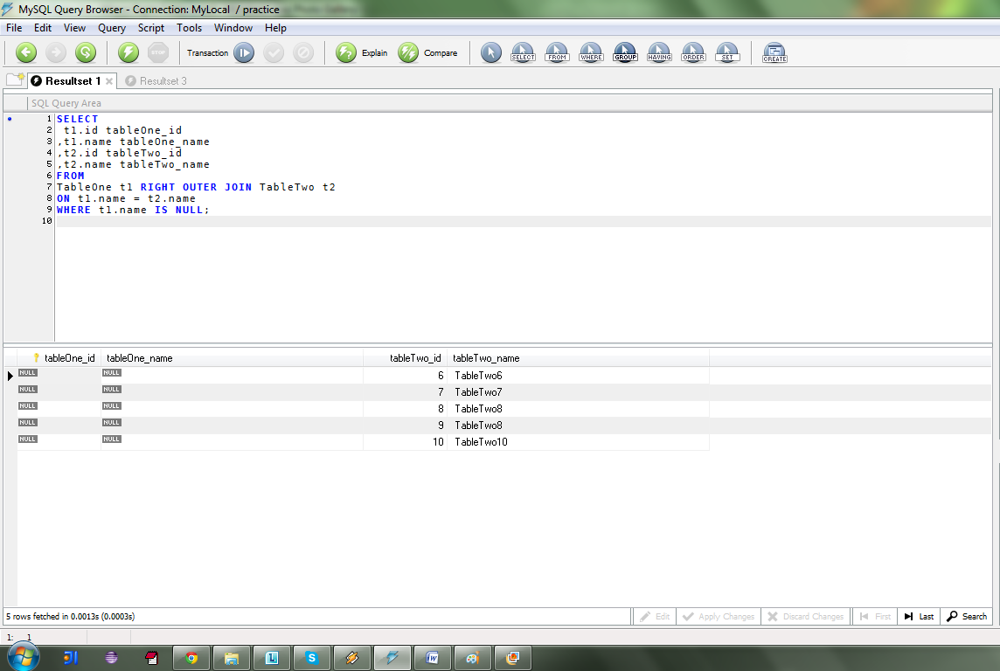 MySQL Query Browser - Connection: MyLocal / practice
File Edit View Query Script Tools Window Help
STOP Transaction Explain Compare SELECT FROM WHERE GROUP HAVING ORDER SET CREATE
Resultset 1 Resultset 3
SQL Query Area
1 SELECT
2 t1.id tableOne_id
3 ,t1.name tableOne_name
4 ,t2.id tableTwo_id
5 ,t2.name tableTwo_name
6 FROM
7 TableOne t1 RIGHT OUTER JOIN TableTwo t2
8 ON t1.name = t2.name
9 WHERE t1.name IS NULL;
10
tableOne_id tableOne_name tableTwo_id tableTwo_name
NULL NULL 6 TableTwo6
NULL NULL 7 TableTwo7
NULL NULL 8 TableTwo8
NULL NULL 9 TableTwo8
NULL NULL 10 TableTwo10
5 rows fetched in 0.0013s (0.0003s) Edit Apply Changes Discard Changes First Last Search
1: 1